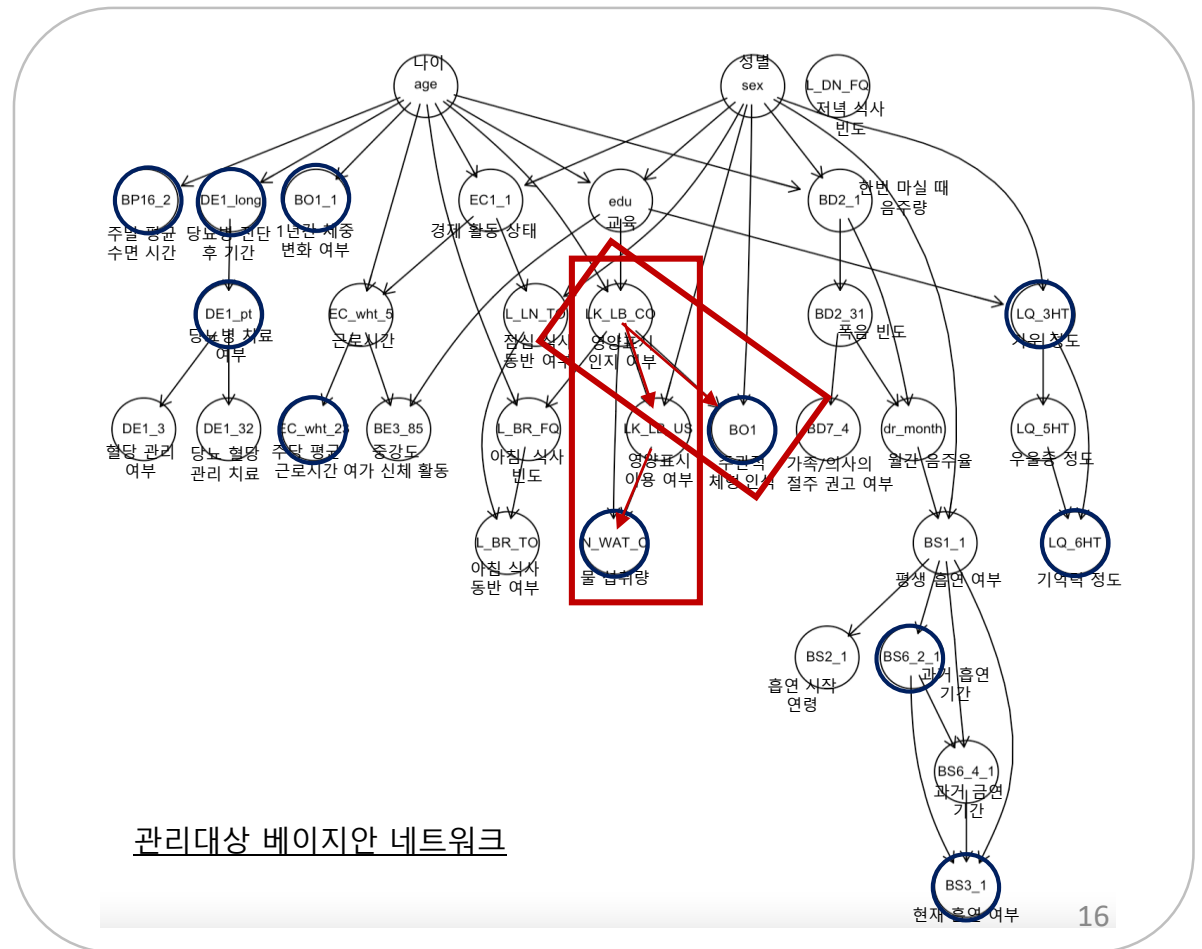 나이
age
성별
sex
L_DN_FQ
저녁 식사
빈도
BP16_2
주말 평균
수면 시간
DE1_long
당뇨병 진단
후 기간
BO1_1
1년간 체중
변화 여부
EC1_1
경제 활동 상태
edu
교육
BD2_1
한번 마실 때
음주량
DE1_pt
당뇨병 치료
여부
EC_wht_5
근로시간
L_LN_TO
점심 식사
동반 여부
LK_LB_CO
영양표시
인지 여부
BD2_31
폭음 빈도
LQ_3HT
시위 정도
DE1_3
혈당 관리
여부
DE1_32
당뇨 혈당
관리 치료
EC_wht_23
주당 평균
근로시간
BE3_85
중강도
여가 신체 활동
L_BR_FQ
아침 식사
빈도
LK_LB_US
영양표시
이용 여부
BO1
주관적
체형 인식
BD7_4
가족/의사의
절주 권고 여부
dr_month
월간 음주율
LQ_5HT
우울증 정도
L_BR_TO
아침 식사
동반 여부
N_WAT_C
물 섭취량
BS1_1
평생 흡연 여부
LQ_6HT
기억력 정도
BS2_1
흡연 시작
연령
BS6_2_1
과거 흡연
기간
BS6_4_1
과거 금연
기간
관리대상 베이지안 네트워크
BS3_1
현재 흡연 여부
16